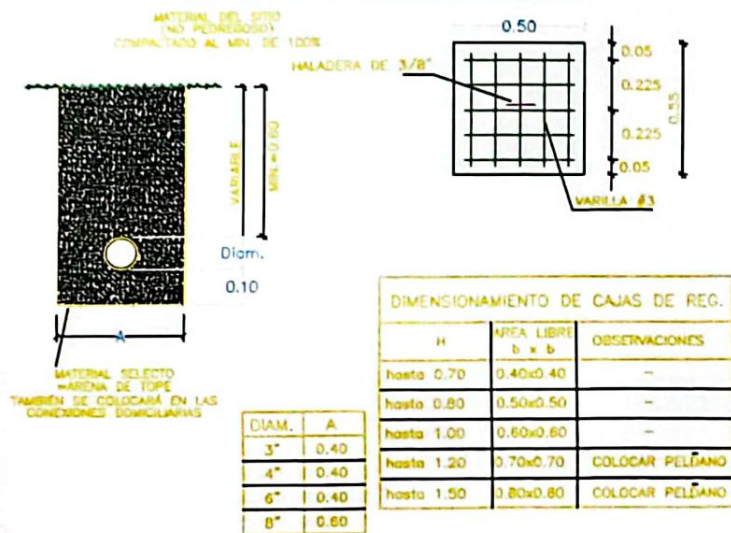 MATERIAL DEL SITIO
(NO PEDREGOSO)
COMPACTADO AL MIN. DE 100%
VARIABLE
MIN.=0.60
Diam.
0.10
A
MATERIAL SELECTO
=ARENA DE TOPE
TAMBIÉN SE COLOCARÁ EN LAS
CONEXIONES DOMICILIARIAS
0.50
HALADERA DE 3/8"
0.05
0.225
0.225
0.05
0.55
VARILLA #3
DIAM. A
3" 0.40
4" 0.40
6" 0.40
8" 0.60
DIMENSIONAMIENTO DE CAJAS DE REG.
H AREA LIBRE b x b OBSERVACIONES
hasta 0.70 0.40x0.40 -
hasta 0.80 0.50x0.50 -
hasta 1.00 0.60x0.60 -
hasta 1.20 0.70x0.70 COLOCAR PELDANO
hasta 1.50 0.80x0.80 COLOCAR PELDANO